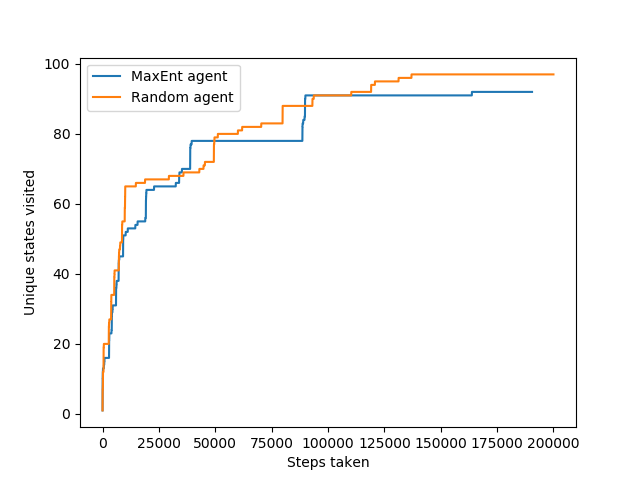 MaxEnt agent
Random agent
100
80
60
40
20
0
Unique states visited
0 25000 50000 75000 100000 125000 150000 175000 200000
Steps taken